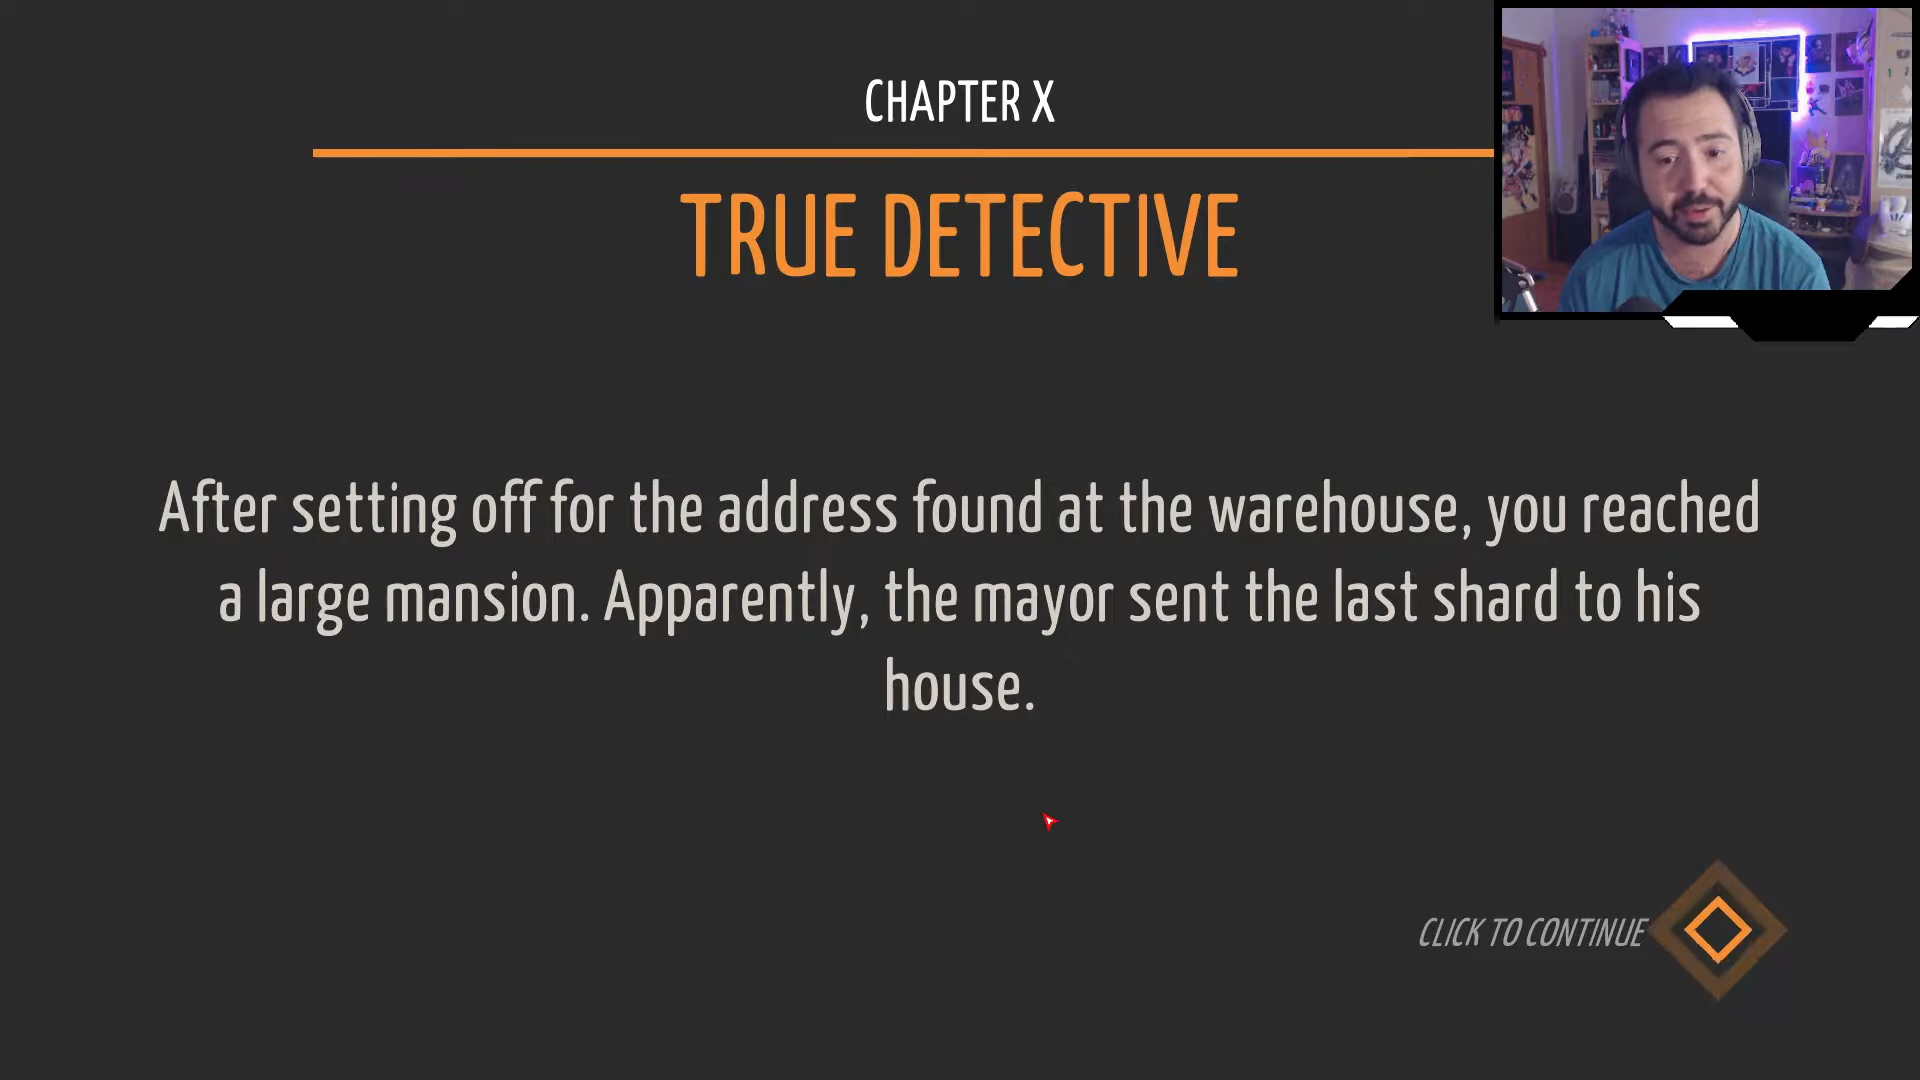 CHAPTER X
TRUE DETECTIVE
After setting off for the address found at the warehouse, you reached
a large mansion. Apparently, the mayor sent the last shard to his
house.
CLICK TO CONTINUE